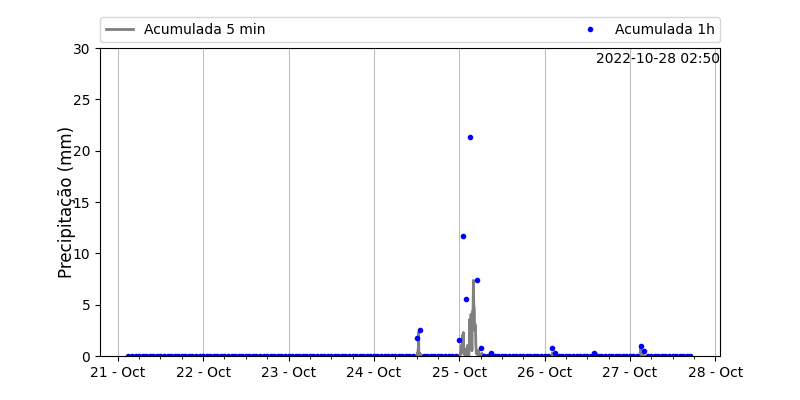 Acumulada 5 min
Acumulada 1h
2022-10-28 02:50
Precipitação (mm)
30
25
20
15
10
5
0
21 - Oct
22 - Oct
23 - Oct
24 - Oct
25 - Oct
26 - Oct
27 - Oct
28 - Oct